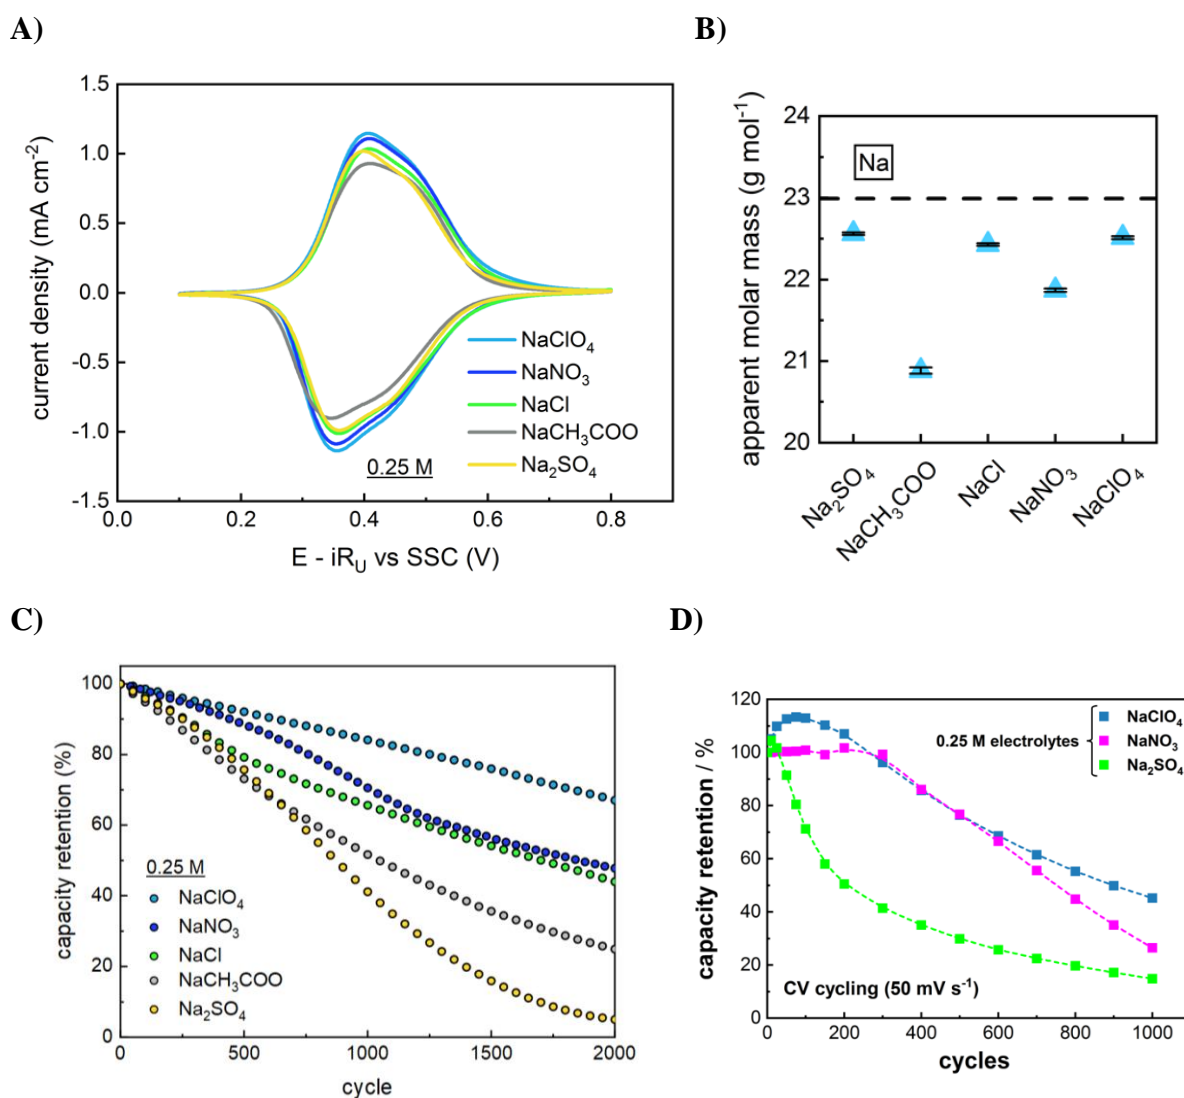 A)
1.5
1.0
0.5
0.0
-0.5
-1.0
-1.5
current density (mA cm⁻²)
NaClO₄
NaNO₃
NaCl
NaCH₃COO
Na₂SO₄
0.25 M
0.0
0.2
0.4
0.6
0.8
E - iR_U vs SSC (V)
B)
24
23
22
21
20
apparent molar mass (g mol⁻¹)
Na
Na₂SO₄
NaCH₃COO
NaCl
NaNO₃
NaClO₄
C)
100
80
60
40
20
0
capacity retention (%)
0.25 M
NaClO₄
NaNO₃
NaCl
NaCH₃COO
Na₂SO₄
0
500
1000
1500
2000
cycle
D)
120
100
80
60
40
20
0
capacity retention / %
0.25 M electrolytes
NaClO₄
NaNO₃
Na₂SO₄
CV cycling (50 mV s⁻¹)
0
200
400
600
800
1000
cycles